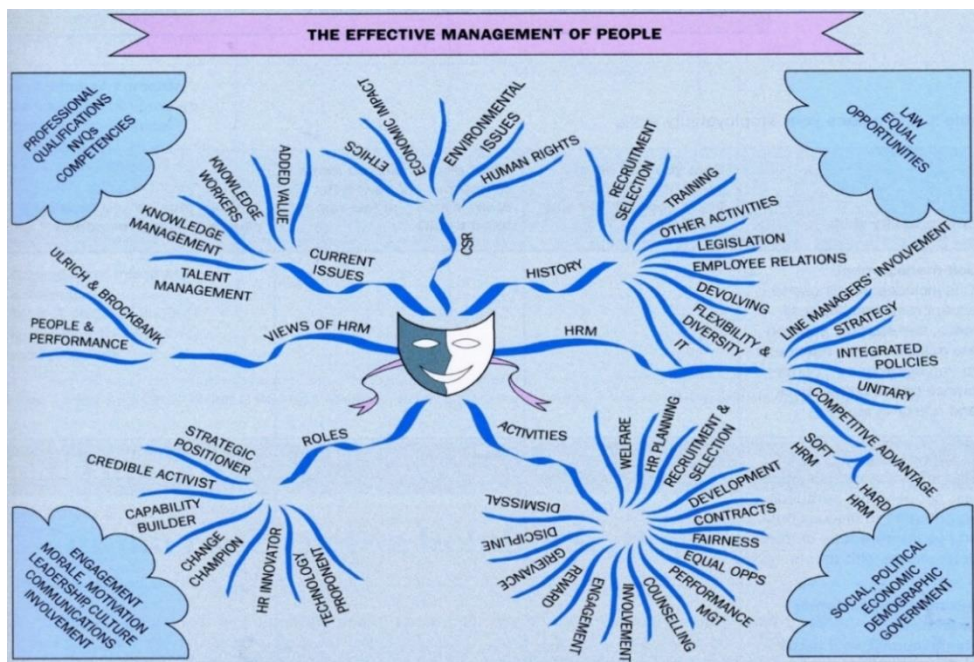 THE EFFECTIVE MANAGEMENT OF PEOPLE
PROFESSIONAL
QUALIFICATIONS
NVQs
COMPETENCIES
LAW
EQUAL
OPPORTUNITIES
CSR
ETHICS
ECONOMIC IMPACT
ENVIRONMENTAL
ISSUES
HUMAN RIGHTS
CURRENT
ISSUES
ADDED VALUE
KNOWLEDGE
WORKERS
KNOWLEDGE
MANAGEMENT
TALENT
MANAGEMENT
HISTORY
RECRUITMENT
SELECTION
TRAINING
OTHER ACTIVITIES
LEGISLATION
EMPLOYEE RELATIONS
DEVOLVING
FLEXIBILITY &
DIVERSITY
IT
VIEWS OF HRM
ULRICH & BROCKBANK
PEOPLE &
PERFORMANCE
HRM
LINE MANAGERS' INVOLVEMENT
STRATEGY
INTEGRATED
POLICIES
UNITARY
COMPETITIVE ADVANTAGE
SOFT
HRM
HARD
HRM
ROLES
STRATEGIC
POSITIONER
CREDIBLE ACTIVIST
CAPABILITY
BUILDER
CHANGE
CHAMPION
HR INNOVATOR
TECHNOLOGY
PROPONENT
ACTIVITIES
WELFARE
HR PLANNING
RECRUITMENT &
SELECTION
DEVELOPMENT
CONTRACTS
FAIRNESS
EQUAL OPPS
PERFORMANCE
MGT
COUNSELLING
INVOLVEMENT
ENGAGEMENT
REWARD
GRIEVANCE
DISCIPLINE
DISMISSAL
ENGAGEMENT
MORALE, MOTIVATION
LEADERSHIP, CULTURE
COMMUNICATIONS
INVOLVEMENT
SOCIAL, POLITICAL
ECONOMIC
DEMOGRAPHIC
GOVERNMENT